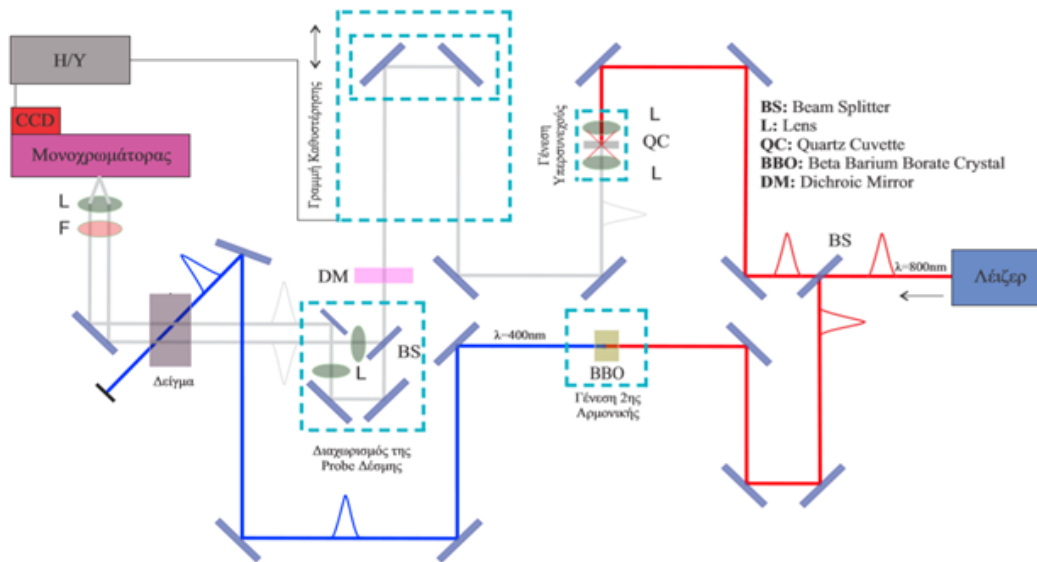 H/Y
CCD
Μονοχρωμάτορας
L
F
Γραμμή Καθυστέρησης
Γένεση
Υπερσυνεχούς
L
QC
L
BS: Beam Splitter
L: Lens
QC: Quartz Cuvette
BBO: Beta Barium Borate Crystal
DM: Dichroic Mirror
BS
λ=800nm
Λέιζερ
DM
BS
L
Δείγμα
Διαχωρισμός της
Probe Δέσμης
λ=400nm
BBO
Γένεση 2ης
Αρμονικής